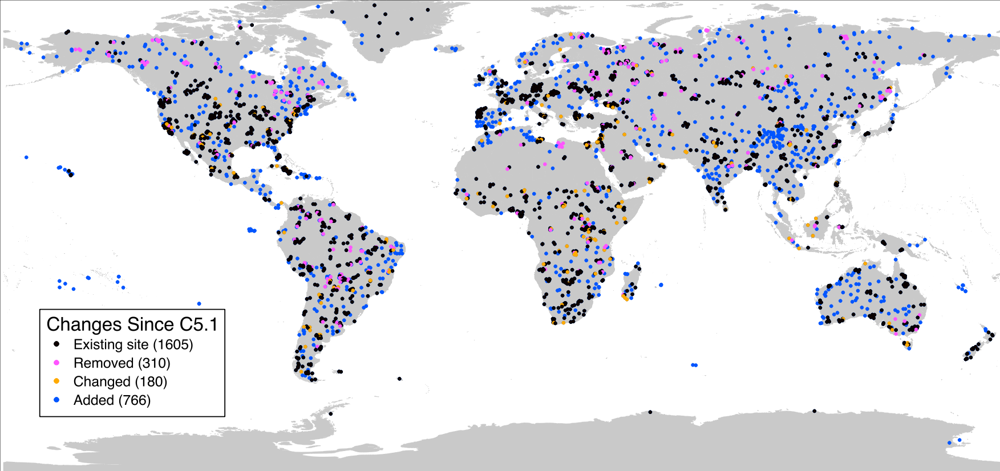 Changes Since C5.1
Existing site (1605)
Removed (310)
Changed (180)
Added (766)